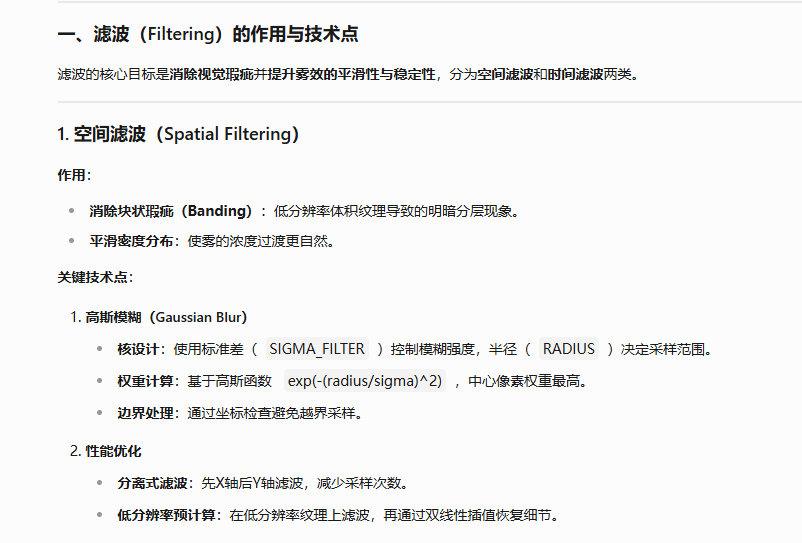 一、滤波（Filtering）的作用与技术点
滤波的核心目标是消除视觉瑕疵并提升雾效的平滑性与稳定性，分为空间滤波和时间滤波两类。
1. 空间滤波（Spatial Filtering）
作用：
• 消除块状瑕疵（Banding）：低分辨率体积纹理导致的明暗分层现象。
• 平滑密度分布：使雾的浓度过渡更自然。
关键技术点：
1. 高斯模糊（Gaussian Blur）
• 核设计：使用标准差（ SIGMA_FILTER ）控制模糊强度，半径（ RADIUS ）决定采样范围。
• 权重计算：基于高斯函数 exp(-(radius/sigma)^2) ，中心像素权重最高。
• 边界处理：通过坐标检查避免越界采样。
2. 性能优化
• 分离式滤波：先X轴后Y轴滤波，减少采样次数。
• 低分辨率预计算：在低分辨率纹理上滤波，再通过双线性插值恢复细节。